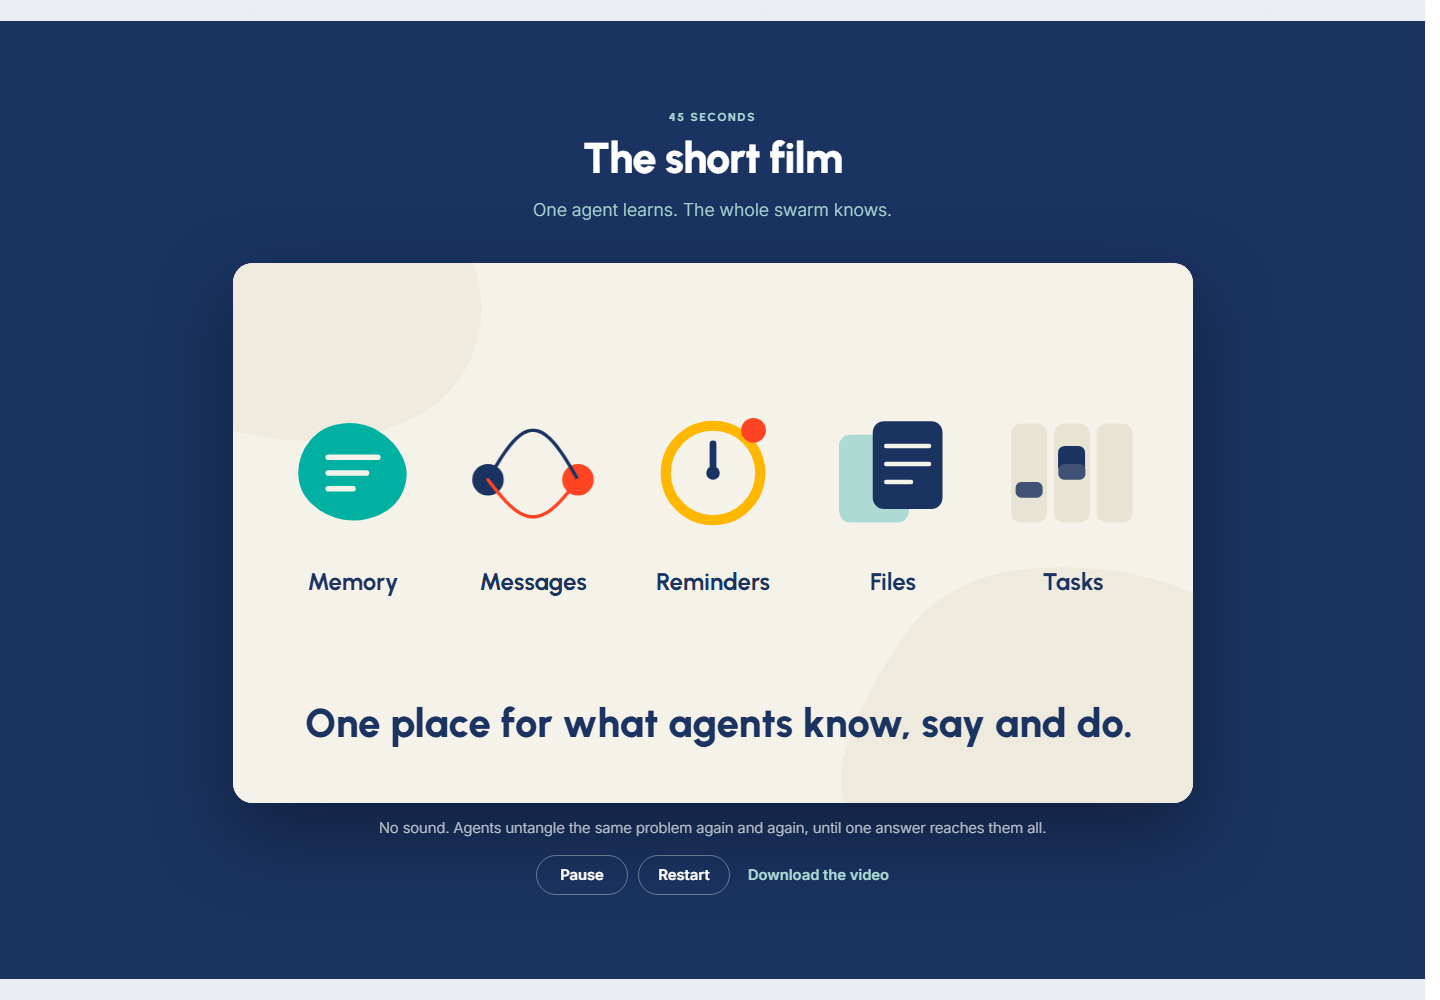 45 SECONDS
The short film
One agent learns. The whole swarm knows.
Memory Messages Reminders Files Tasks
One place for what agents know, say and do.
No sound. Agents untangle the same problem again and again, until one answer reaches them all.
Pause Restart Download the video